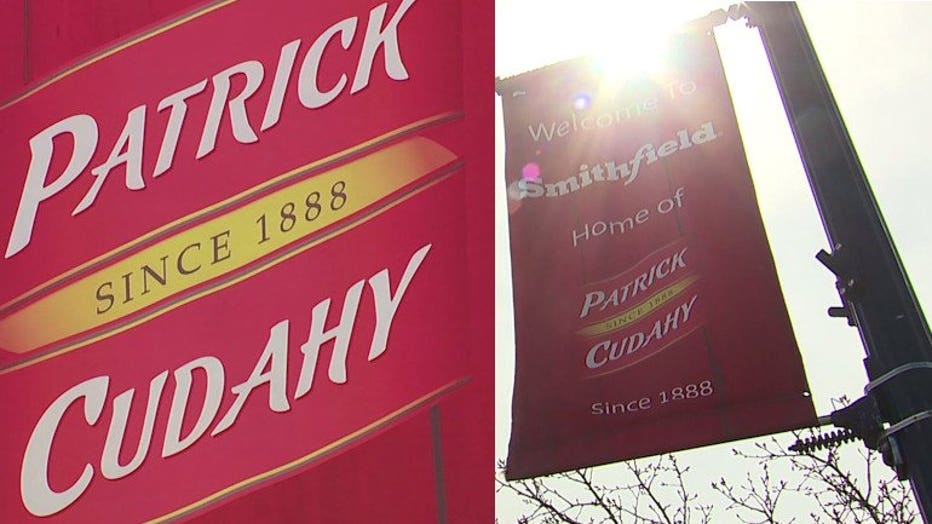 PATRICK
SINCE 1888
CUDAHY
Welcome To
Smithfield
Home of
PATRICK
SINCE 1888
CUDAHY
Since 1888